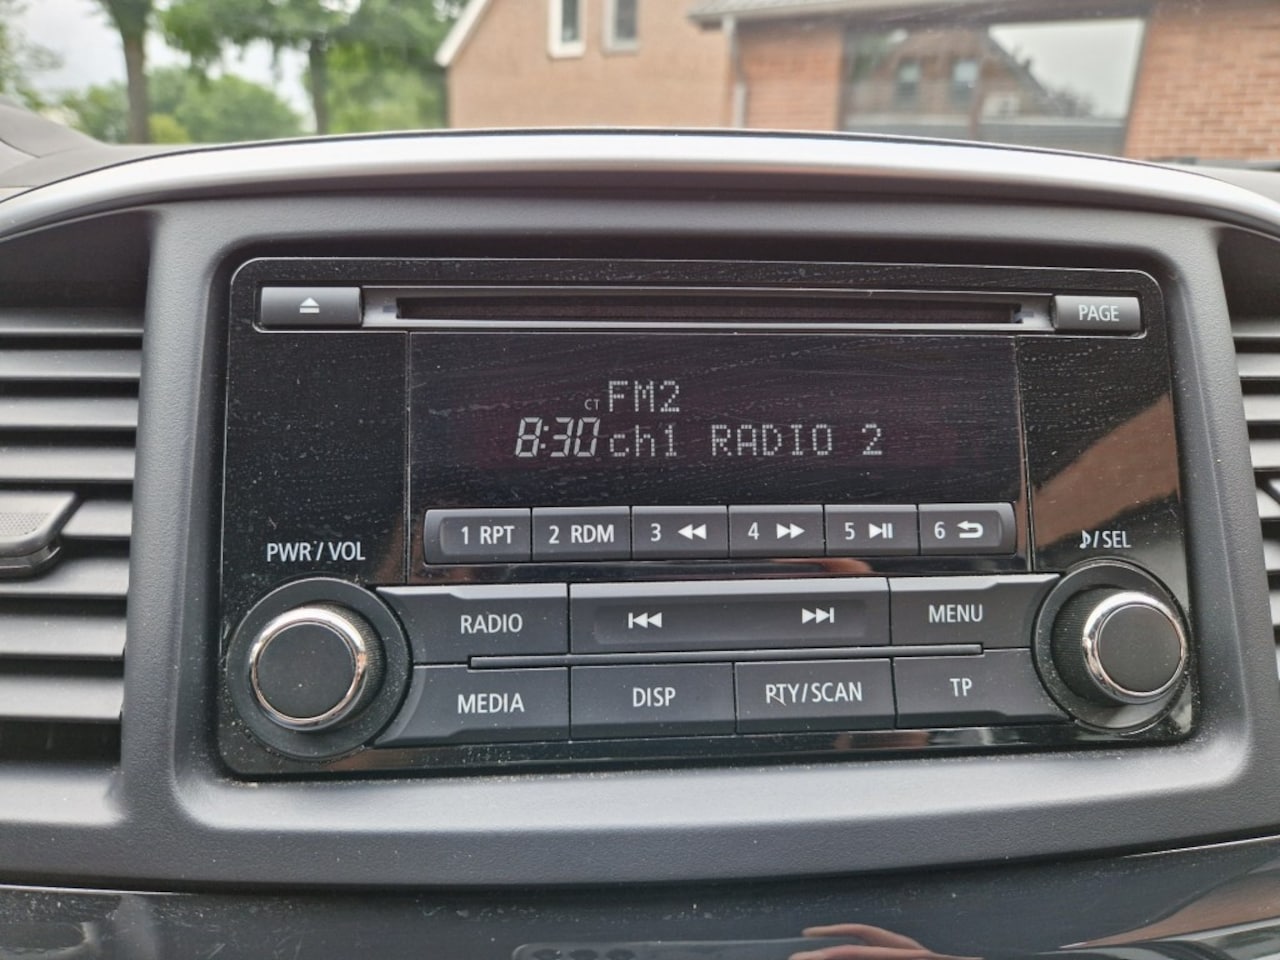 PAGE
CT FM2
8:30 ch1 RADIO 2
PWR/VOL
♪/SEL
1 RPT
2 RDM
3
4
5
6
RADIO
MENU
MEDIA
DISP
PTY/SCAN
TP